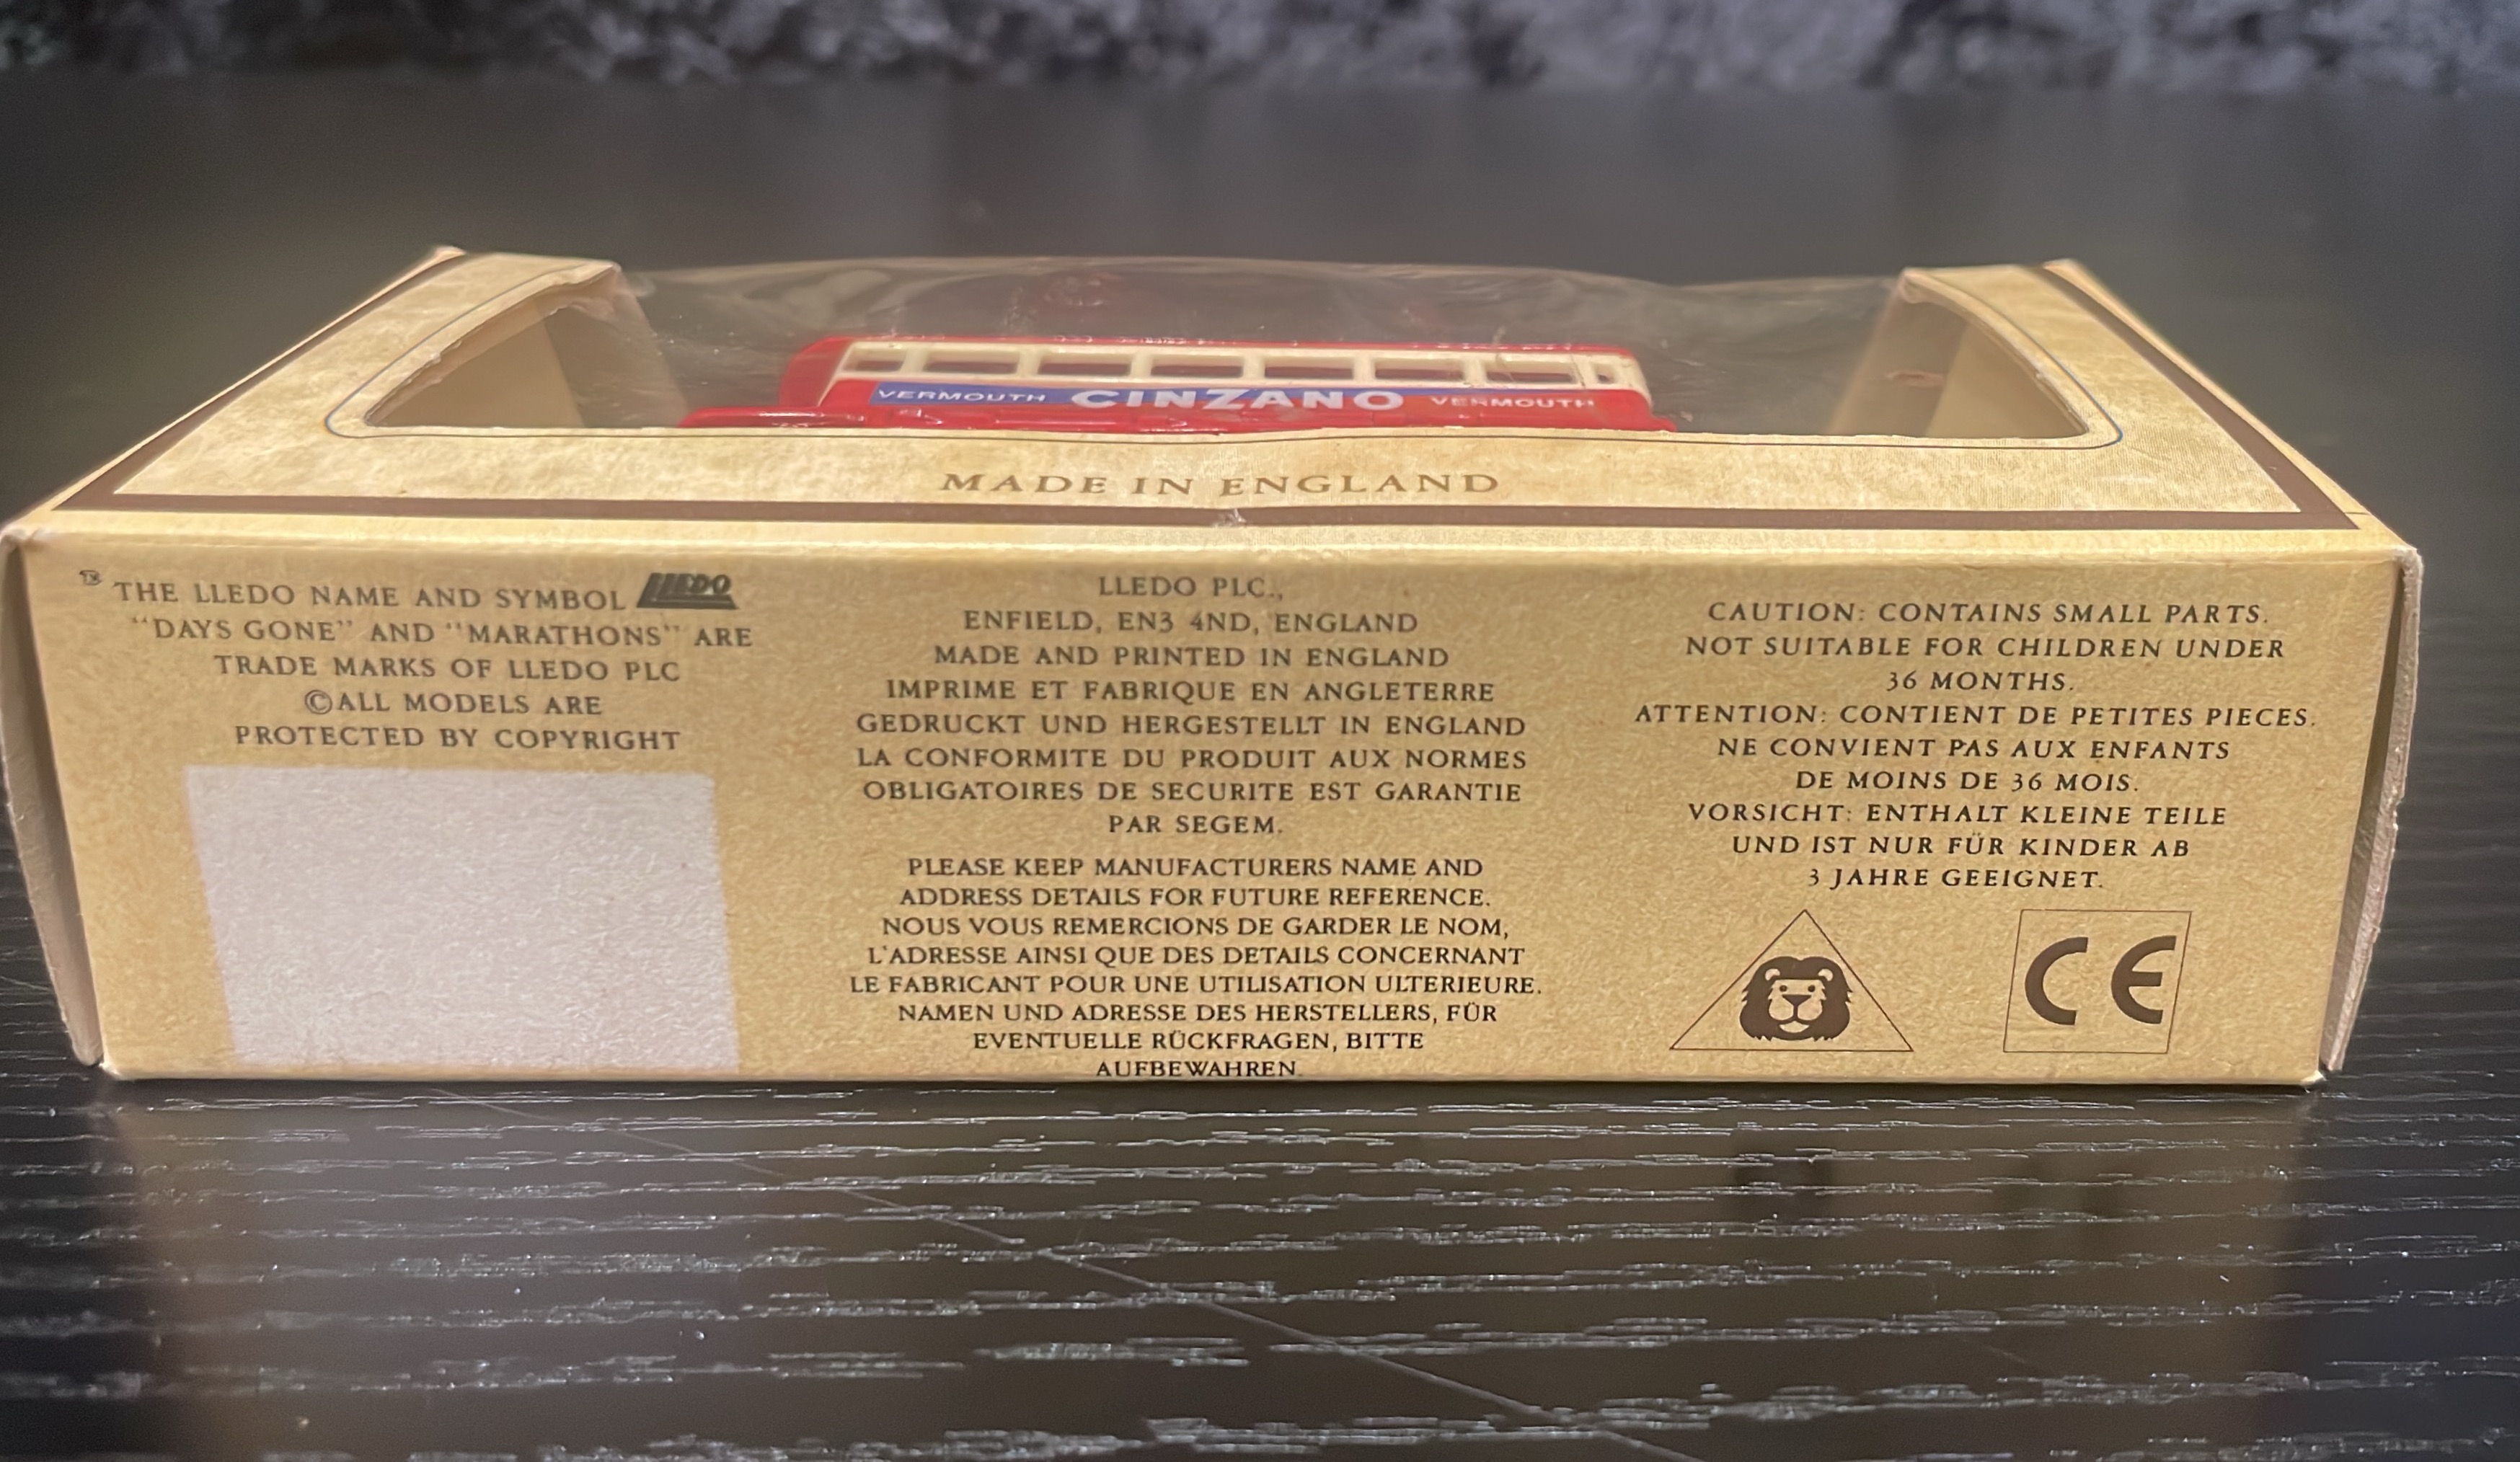 VERMOUTH CINZANO VERMOUTH
MADE IN ENGLAND
THE LLEDO NAME AND SYMBOL LLEDO
"DAYS GONE" AND "MARATHONS" ARE
TRADE MARKS OF LLEDO PLC
©ALL MODELS ARE
PROTECTED BY COPYRIGHT
LLEDO PLC.,
ENFIELD, EN3 4ND, ENGLAND
MADE AND PRINTED IN ENGLAND
IMPRIME ET FABRIQUE EN ANGLETERRE
GEDRUCKT UND HERGESTELLT IN ENGLAND
LA CONFORMITE DU PRODUIT AUX NORMES
OBLIGATOIRES DE SECURITE EST GARANTIE
PAR SEGEM.
PLEASE KEEP MANUFACTURERS NAME AND
ADDRESS DETAILS FOR FUTURE REFERENCE.
NOUS VOUS REMERCIONS DE GARDER LE NOM,
L'ADRESSE AINSI QUE DES DETAILS CONCERNANT
LE FABRICANT POUR UNE UTILISATION ULTERIEURE.
NAMEN UND ADRESSE DES HERSTELLERS, FÜR
EVENTUELLE RÜCKFRAGEN, BITTE
AUFBEWAHREN.
CAUTION: CONTAINS SMALL PARTS.
NOT SUITABLE FOR CHILDREN UNDER
36 MONTHS.
ATTENTION: CONTIENT DE PETITES PIECES.
NE CONVIENT PAS AUX ENFANTS
DE MOINS DE 36 MOIS.
VORSICHT: ENTHALT KLEINE TEILE
UND IST NUR FÜR KINDER AB
3 JAHRE GEEIGNET.
CE